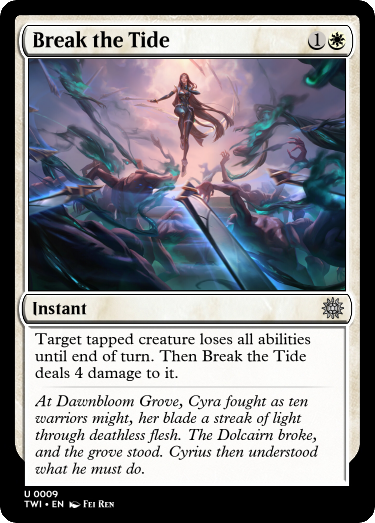 Break the Tide
1
Instant
Target tapped creature loses all abilities
until end of turn. Then Break the Tide
deals 4 damage to it.
At Dawnbloom Grove, Cyra fought as ten
warriors might, her blade a streak of light
through deathless flesh. The Dolcairn broke,
and the grove stood. Cyrius then understood
what he must do.
U 0009
TWI • EN Fei Ren